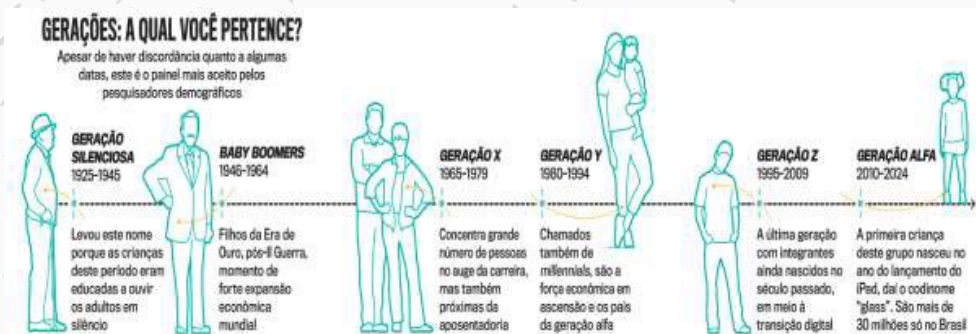 GERAÇÕES: A QUAL VOCÊ PERTENCE?
Apesar de haver discordância quanto a algumas
datas, este é o painel mais aceito pelos
pesquisadores demográficos
GERAÇÃO
SILENCIOSA
1925-1945
Levou este nome
porque as crianças
deste período eram
educadas a ouvir
os adultos em
silêncio
BABY BOOMERS
1946-1964
Filhos da Era de
Ouro, pós-II Guerra,
momento de
forte expansão
econômica
mundial
GERAÇÃO X
1965-1979
Concentra grande
número de pessoas
no auge da carreira,
mas também
próximas da
aposentadoria
GERAÇÃO Y
1980-1994
Chamados
também de
millennials, são a
força econômica em
ascensão e os pais
da geração alfa
GERAÇÃO Z
1995-2009
A última geração
com integrantes
ainda nascidos no
século passado,
em meio à
transição digital
GERAÇÃO ALFA
2010-2024
A primeira criança
deste grupo nasceu no
ano do lançamento do
iPad, daí o codinome
"glass". São mais de
30 milhões só no Brasil